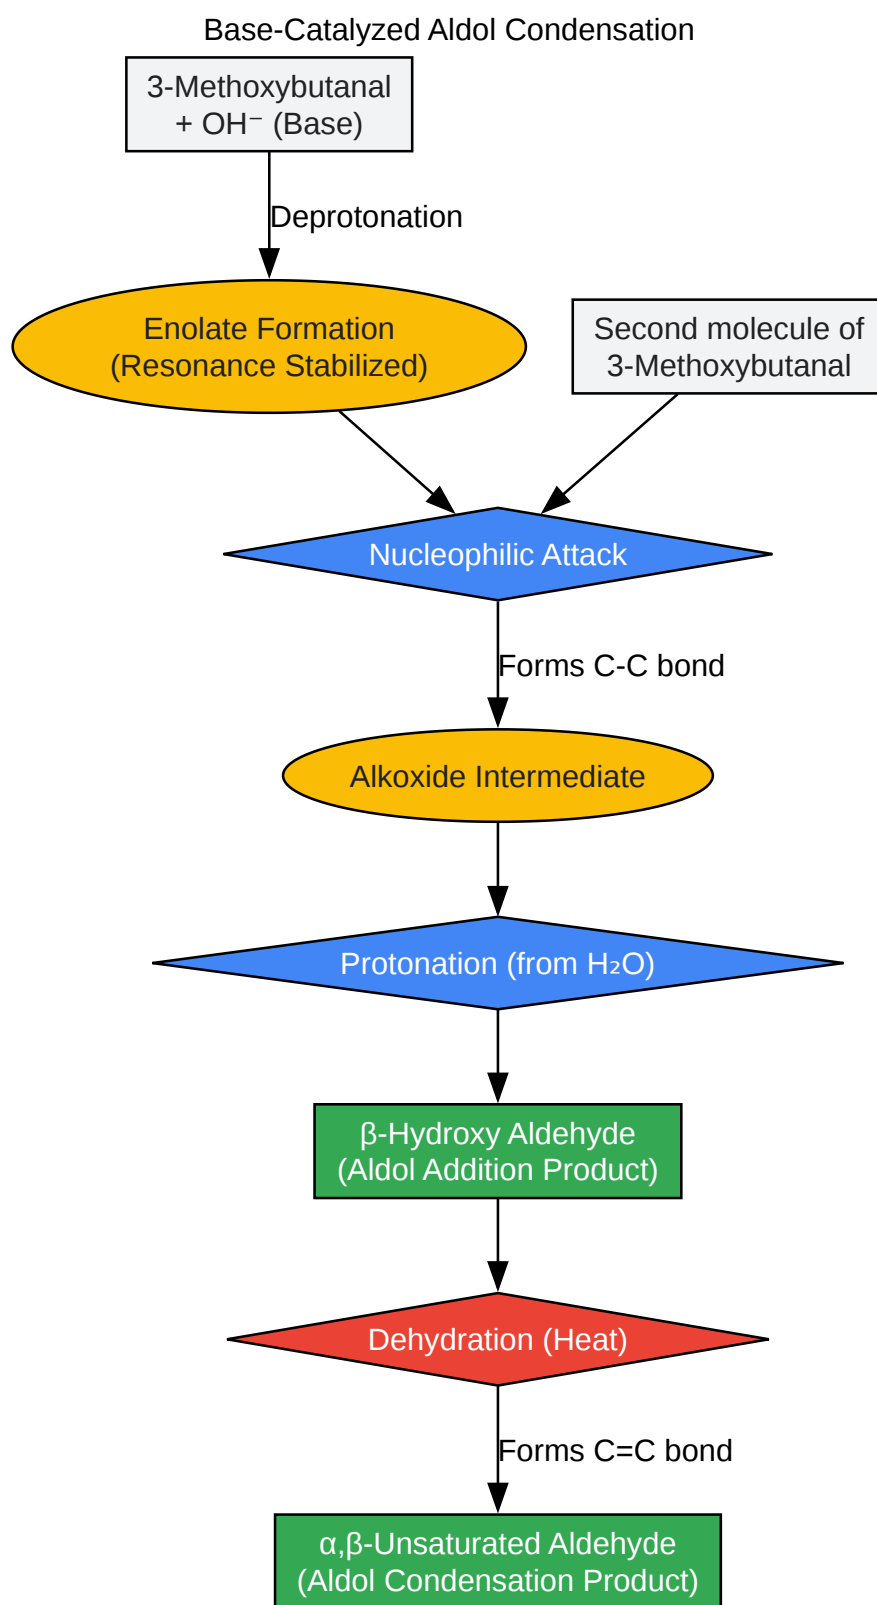 Base-Catalyzed Aldol Condensation
3-Methoxybutanal
+ OH⁻ (Base)
Deprotonation
Enolate Formation
(Resonance Stabilized)
Second molecule of
3-Methoxybutanal
Nucleophilic Attack
Forms C-C bond
Alkoxide Intermediate
Protonation (from H₂O)
β-Hydroxy Aldehyde
(Aldol Addition Product)
Dehydration (Heat)
Forms C=C bond
α,β-Unsaturated Aldehyde
(Aldol Condensation Product)